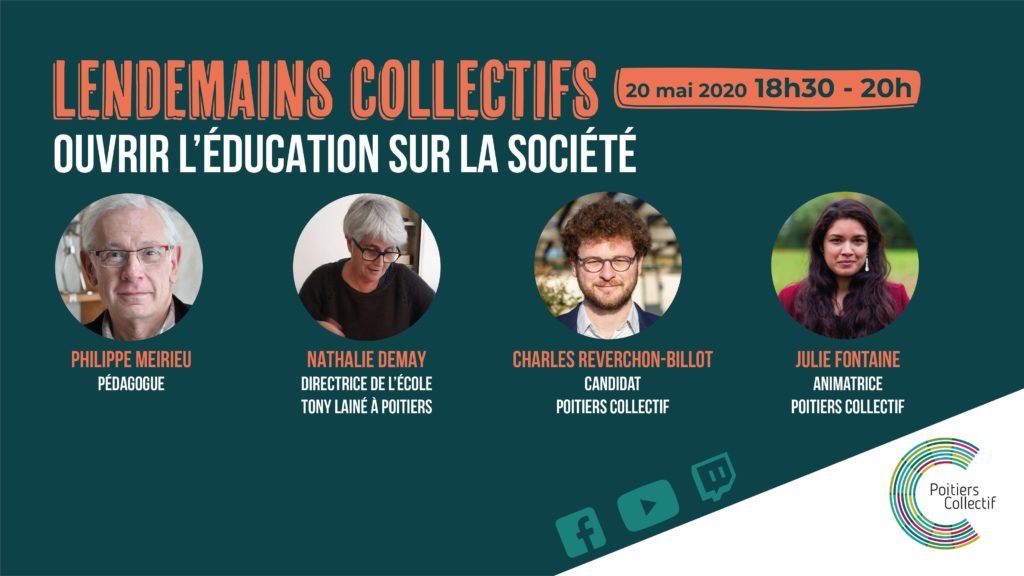 LENDEMAINS COLLECTIFS
20 mai 2020 18h30 - 20h
OUVRIR L'ÉDUCATION SUR LA SOCIÉTÉ
PHILIPPE MEIRIEU
PÉDAGOGUE
NATHALIE DEMAY
DIRECTRICE DE L'ÉCOLE
TONY LAINÉ À POITIERS
CHARLES REVERCHON-BILLOT
CANDIDAT
POITIERS COLLECTIF
JULIE FONTAINE
ANIMATRICE
POITIERS COLLECTIF
Poitiers
Collectif